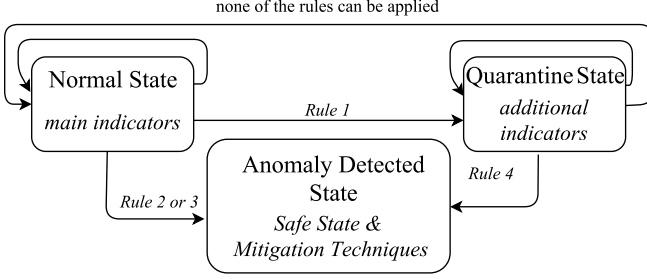 none of the rules can be applied
Normal State
main indicators
Rule 1
Quarantine State
additional
indicators
Anomaly Detected
State
Safe State &
Mitigation Techniques
Rule 2 or 3
Rule 4